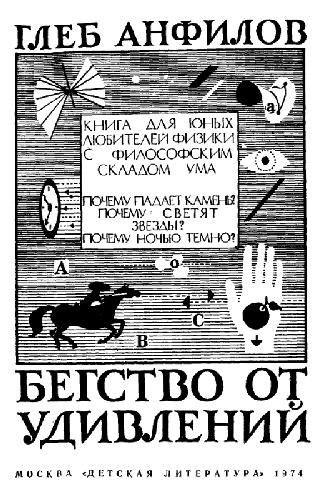 ГЛЕБ АНФИЛОВ
a
КНИГА ДЛЯ ЮНЫХ
ЛЮБИТЕЛЕЙ ФИЗИКИ
С ФИЛОСОФСКИМ
СКЛАДОМ УМА
ПОЧЕМУ ПАДАЕТ КАМЕНЬ?
ПОЧЕМУ СВЕТЯТ
ЗВЕЗДЫ?
ПОЧЕМУ НОЧЬЮ ТЕМНО?
A
B
C
БЕГСТВО ОТ
УДИВЛЕНИЙ
МОСКВА «ДЕТСКАЯ ЛИТЕРАТУРА» 1974